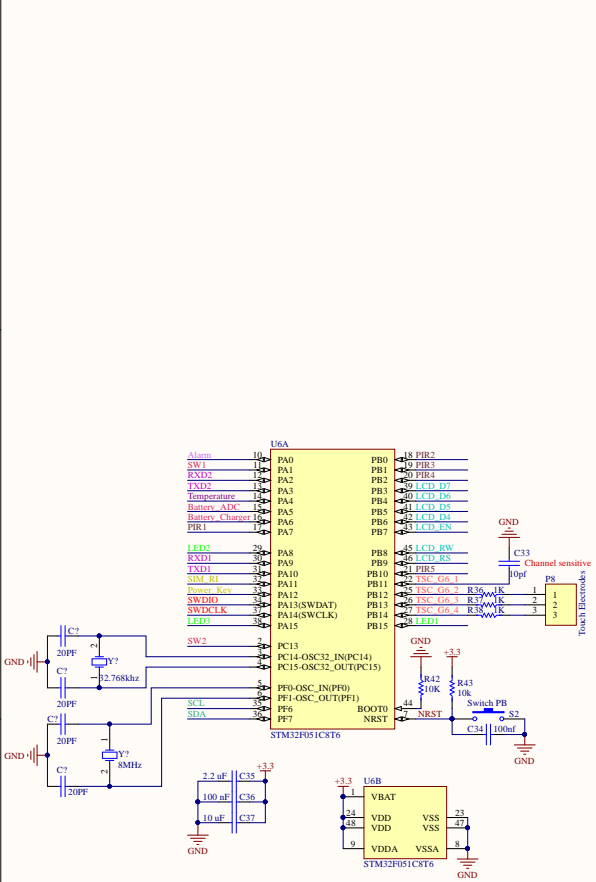 U6A
Alarm 10 PA0 PB0 18 PIR2
SW1 11 PA1 PB1 19 PIR3
RXD2 12 PA2 PB2 20 PIR4
TXD2 13 PA3 PB3 39 LCD_D7
Temperature 14 PA4 PB4 40 LCD_D6
Battery_ADC 15 PA5 PB5 41 LCD_D5
Battery_Charger 16 PA6 PB6 42 LCD_D4
PIR1 17 PA7 PB7 43 LCD_EN
GND
LED2 29 PA8 PB8 45 LCD_RW
C33
RXD1 30 PA9 PB9 46 LCD_RS
Channel sensitive
TXD1 31 PA10 PB10 21 PIR5
10pf
SIM_RI 32 PA11 PB11 22 TSC_G6_1
P8
Power_Key 33 PA12 PB12 25 TSC_G6_2 R36 1K 1 1
SWDIO 34 PA13(SWDAT) PB13 26 TSC_G6_3 R37 1K 2 2
SWDCLK 37 PA14(SWCLK) PB14 27 TSC_G6_4 R38 1K 3 3
LED3 38 PA15 PB15 28 LED1
Touch Electrodes
SW2 2 PC13
3 PC14-OSC32_IN(PC14)
4 PC15-OSC32_OUT(PC15)
5 PF0-OSC_IN(PF0)
6 PF1-OSC_OUT(PF1)
SCL 35 PF6 BOOT0 44
SDA 36 PF7 NRST 7 NRST
STM32F051C8T6
C?
20PF
2
GND
Y?
1
32.768khz
C?
20PF
C?
20PF
1
GND
Y?
8MHz
2
C?
20PF
GND
+3.3
R42
10K
R43
10k
Switch PB
S2
C34 100nf
GND
+3.3
2.2 uF C35
100 nF C36
10 uF C37
GND
+3.3
U6B
1 VBAT
24 VDD VSS 23
48 VDD VSS 47
9 VDDA VSSA 8
STM32F051C8T6
GND